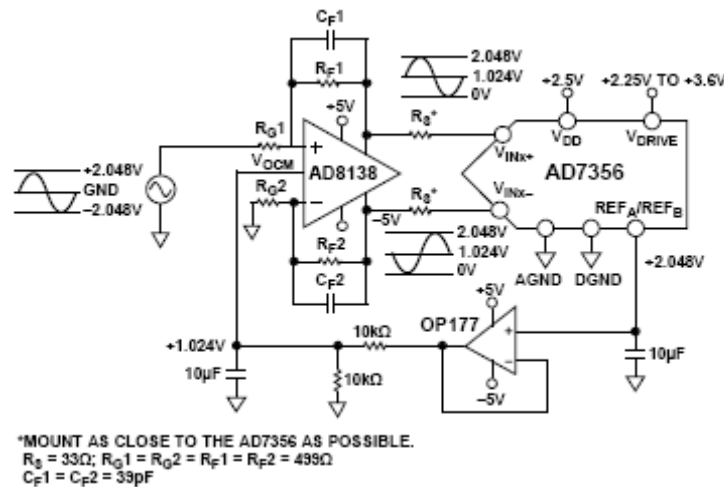 CF1
RF1
2.048V
1.024V
0V
+2.5V
+2.25V TO +3.6V
+5V
RG1
RS*
VINx+
VDD
VDRIVE
+2.048V
GND
–2.048V
VOCM
+
AD8138
AD7356
RG2
–
RS*
VINx–
REFA/REFB
–5V
RF2
2.048V
1.024V
0V
AGND
DGND
+2.048V
CF2
OP177
+5V
+1.024V
10kΩ
+
–
10µF
10kΩ
–5V
10µF
*MOUNT AS CLOSE TO THE AD7356 AS POSSIBLE.
RS = 33Ω; RG1 = RG2 = RF1 = RF2 = 499Ω
CF1 = CF2 = 39pF